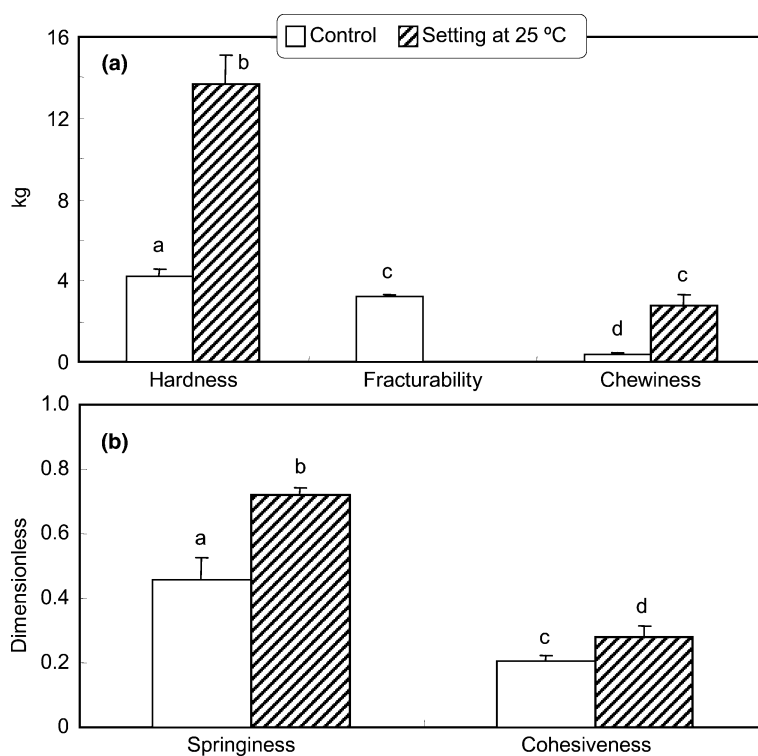 Control Setting at 25 ºC
16
(a)
b
12
kg
8
a
c
c
4
d
0
Hardness Fracturability Chewiness
1.0
(b)
0.8
b
a
0.6
Dimensionless
0.4
d
c
0.2
0
Springiness Cohesiveness